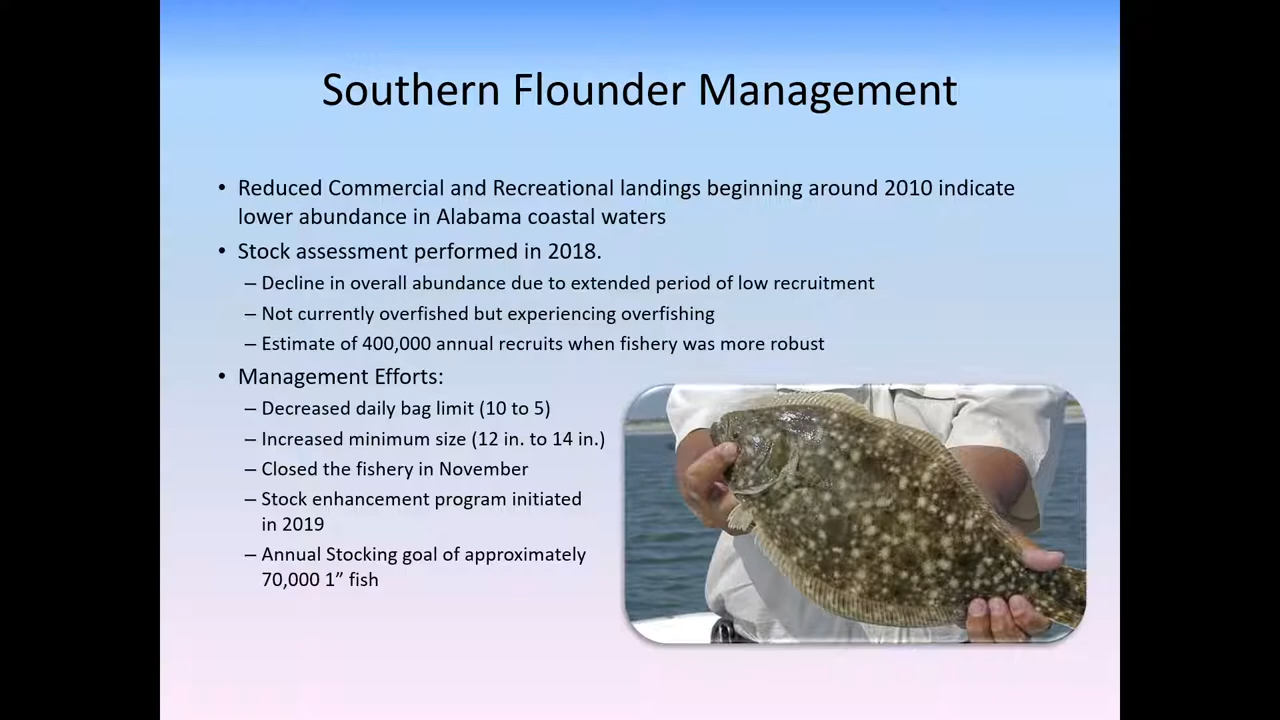 Southern Flounder Management
• Reduced Commercial and Recreational landings beginning around 2010 indicate
lower abundance in Alabama coastal waters
• Stock assessment performed in 2018.
– Decline in overall abundance due to extended period of low recruitment
– Not currently overfished but experiencing overfishing
– Estimate of 400,000 annual recruits when fishery was more robust
• Management Efforts:
– Decreased daily bag limit (10 to 5)
– Increased minimum size (12 in. to 14 in.)
– Closed the fishery in November
– Stock enhancement program initiated
in 2019
– Annual Stocking goal of approximately
70,000 1” fish